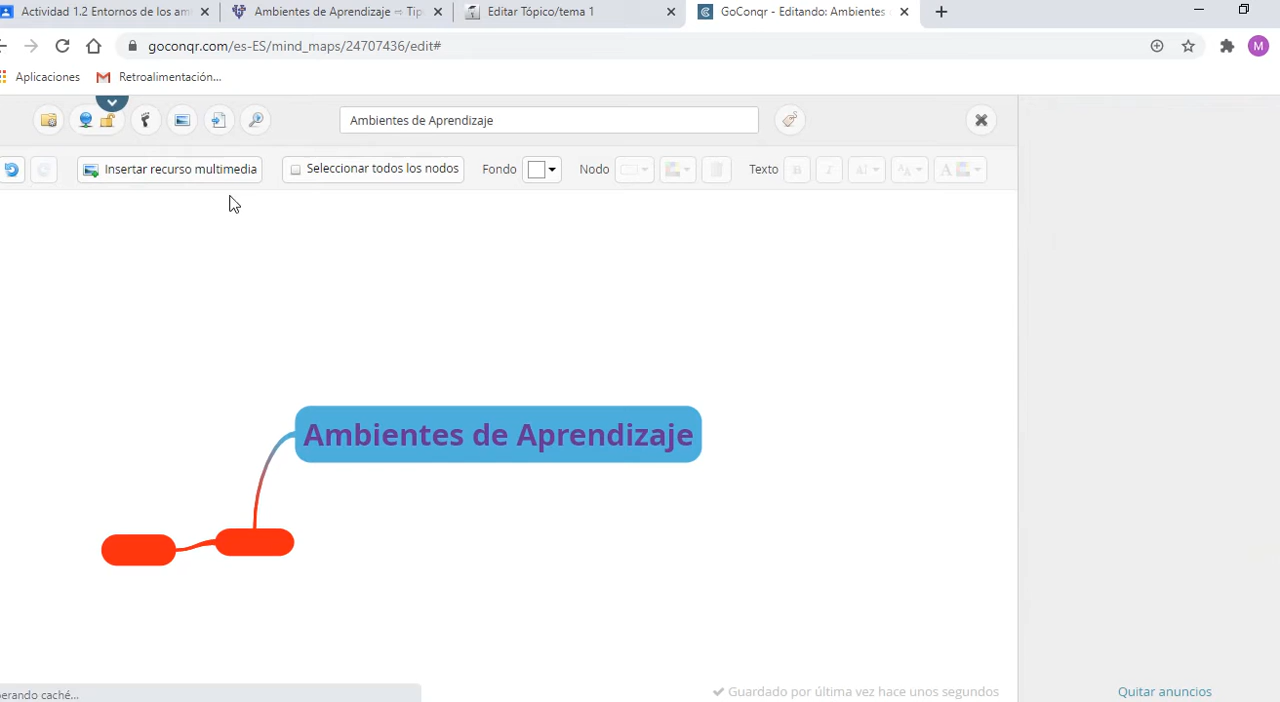 Actividad 1.2 Entornos de los am
Ambientes de Aprendizaje ⇨ Tip
Editar Tópico/tema 1
GoConqr - Editando: Ambientes
goconqr.com/es-ES/mind_maps/24707436/edit#
M
Aplicaciones
Retroalimentación...
Ambientes de Aprendizaje
Insertar recurso multimedia
Seleccionar todos los nodos
Fondo
Nodo
Texto
Ambientes de Aprendizaje
perando caché...
Guardado por última vez hace unos segundos
Quitar anuncios